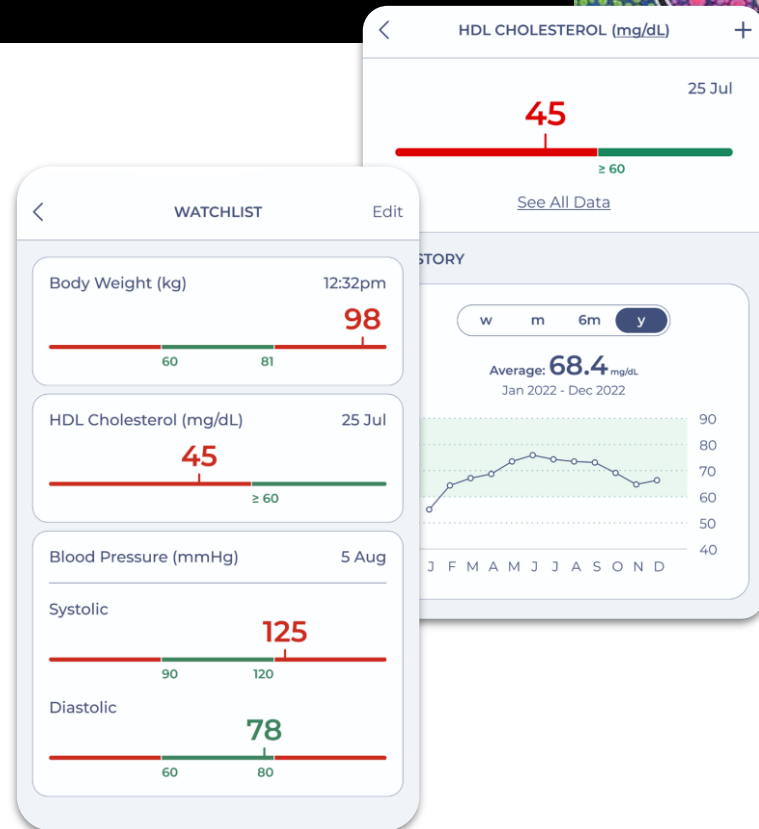 HDL CHOLESTEROL (mg/dL) +
25 Jul
45
≥ 60
See All Data
STORY
w m 6m y
Average: 68.4 mg/dL
Jan 2022 - Dec 2022
90
80
70
60
50
40
J F M A M J J A S O N D
WATCHLIST Edit
Body Weight (kg) 12:32pm
98
60 81
HDL Cholesterol (mg/dL) 25 Jul
45
≥ 60
Blood Pressure (mmHg) 5 Aug
Systolic
125
90 120
Diastolic
78
60 80